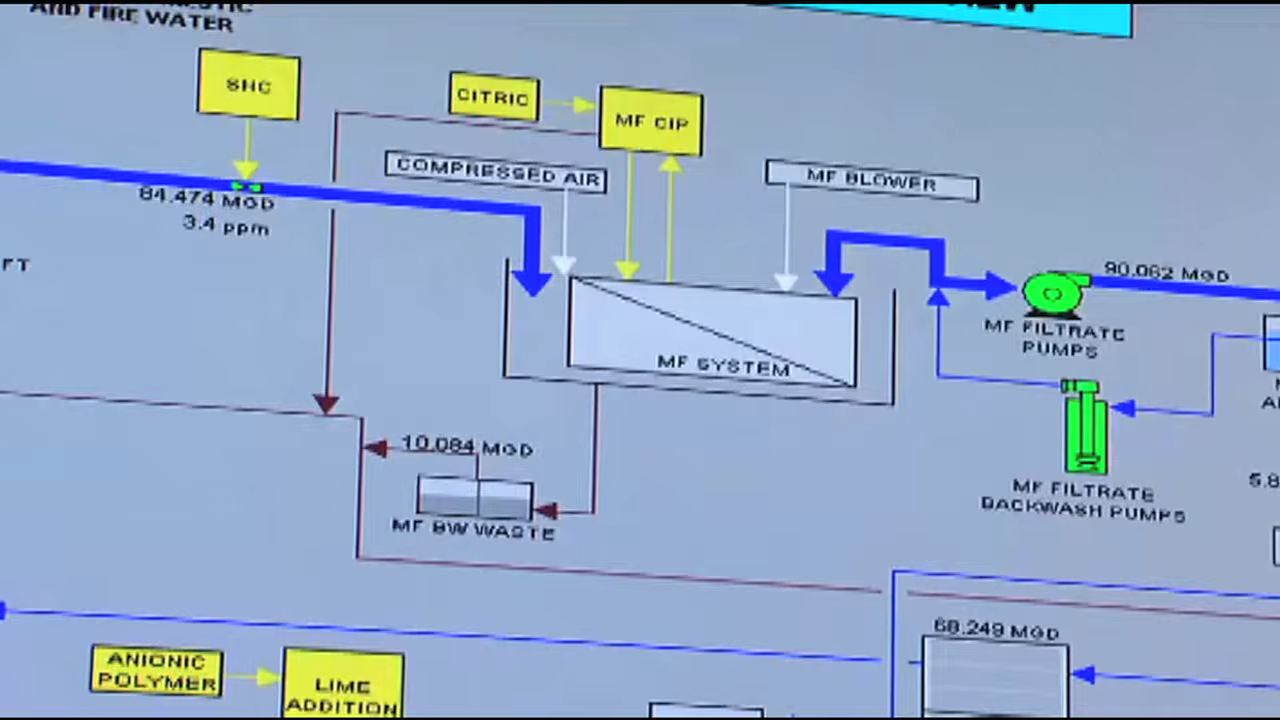 AND FIRE WATER
SHC
CITRIC
MF CIP
COMPRESSED AIR
MF BLOWER
84.474 MGD
3.4 ppm
FT
90.062 MGD
MF FILTRATE
PUMPS
MF SYSTEM
10.084 MGD
MF BW WASTE
MF FILTRATE
BACKWASH PUMPS
5.8
68.249 MGD
ANIONIC
POLYMER
LIME
ADDITION